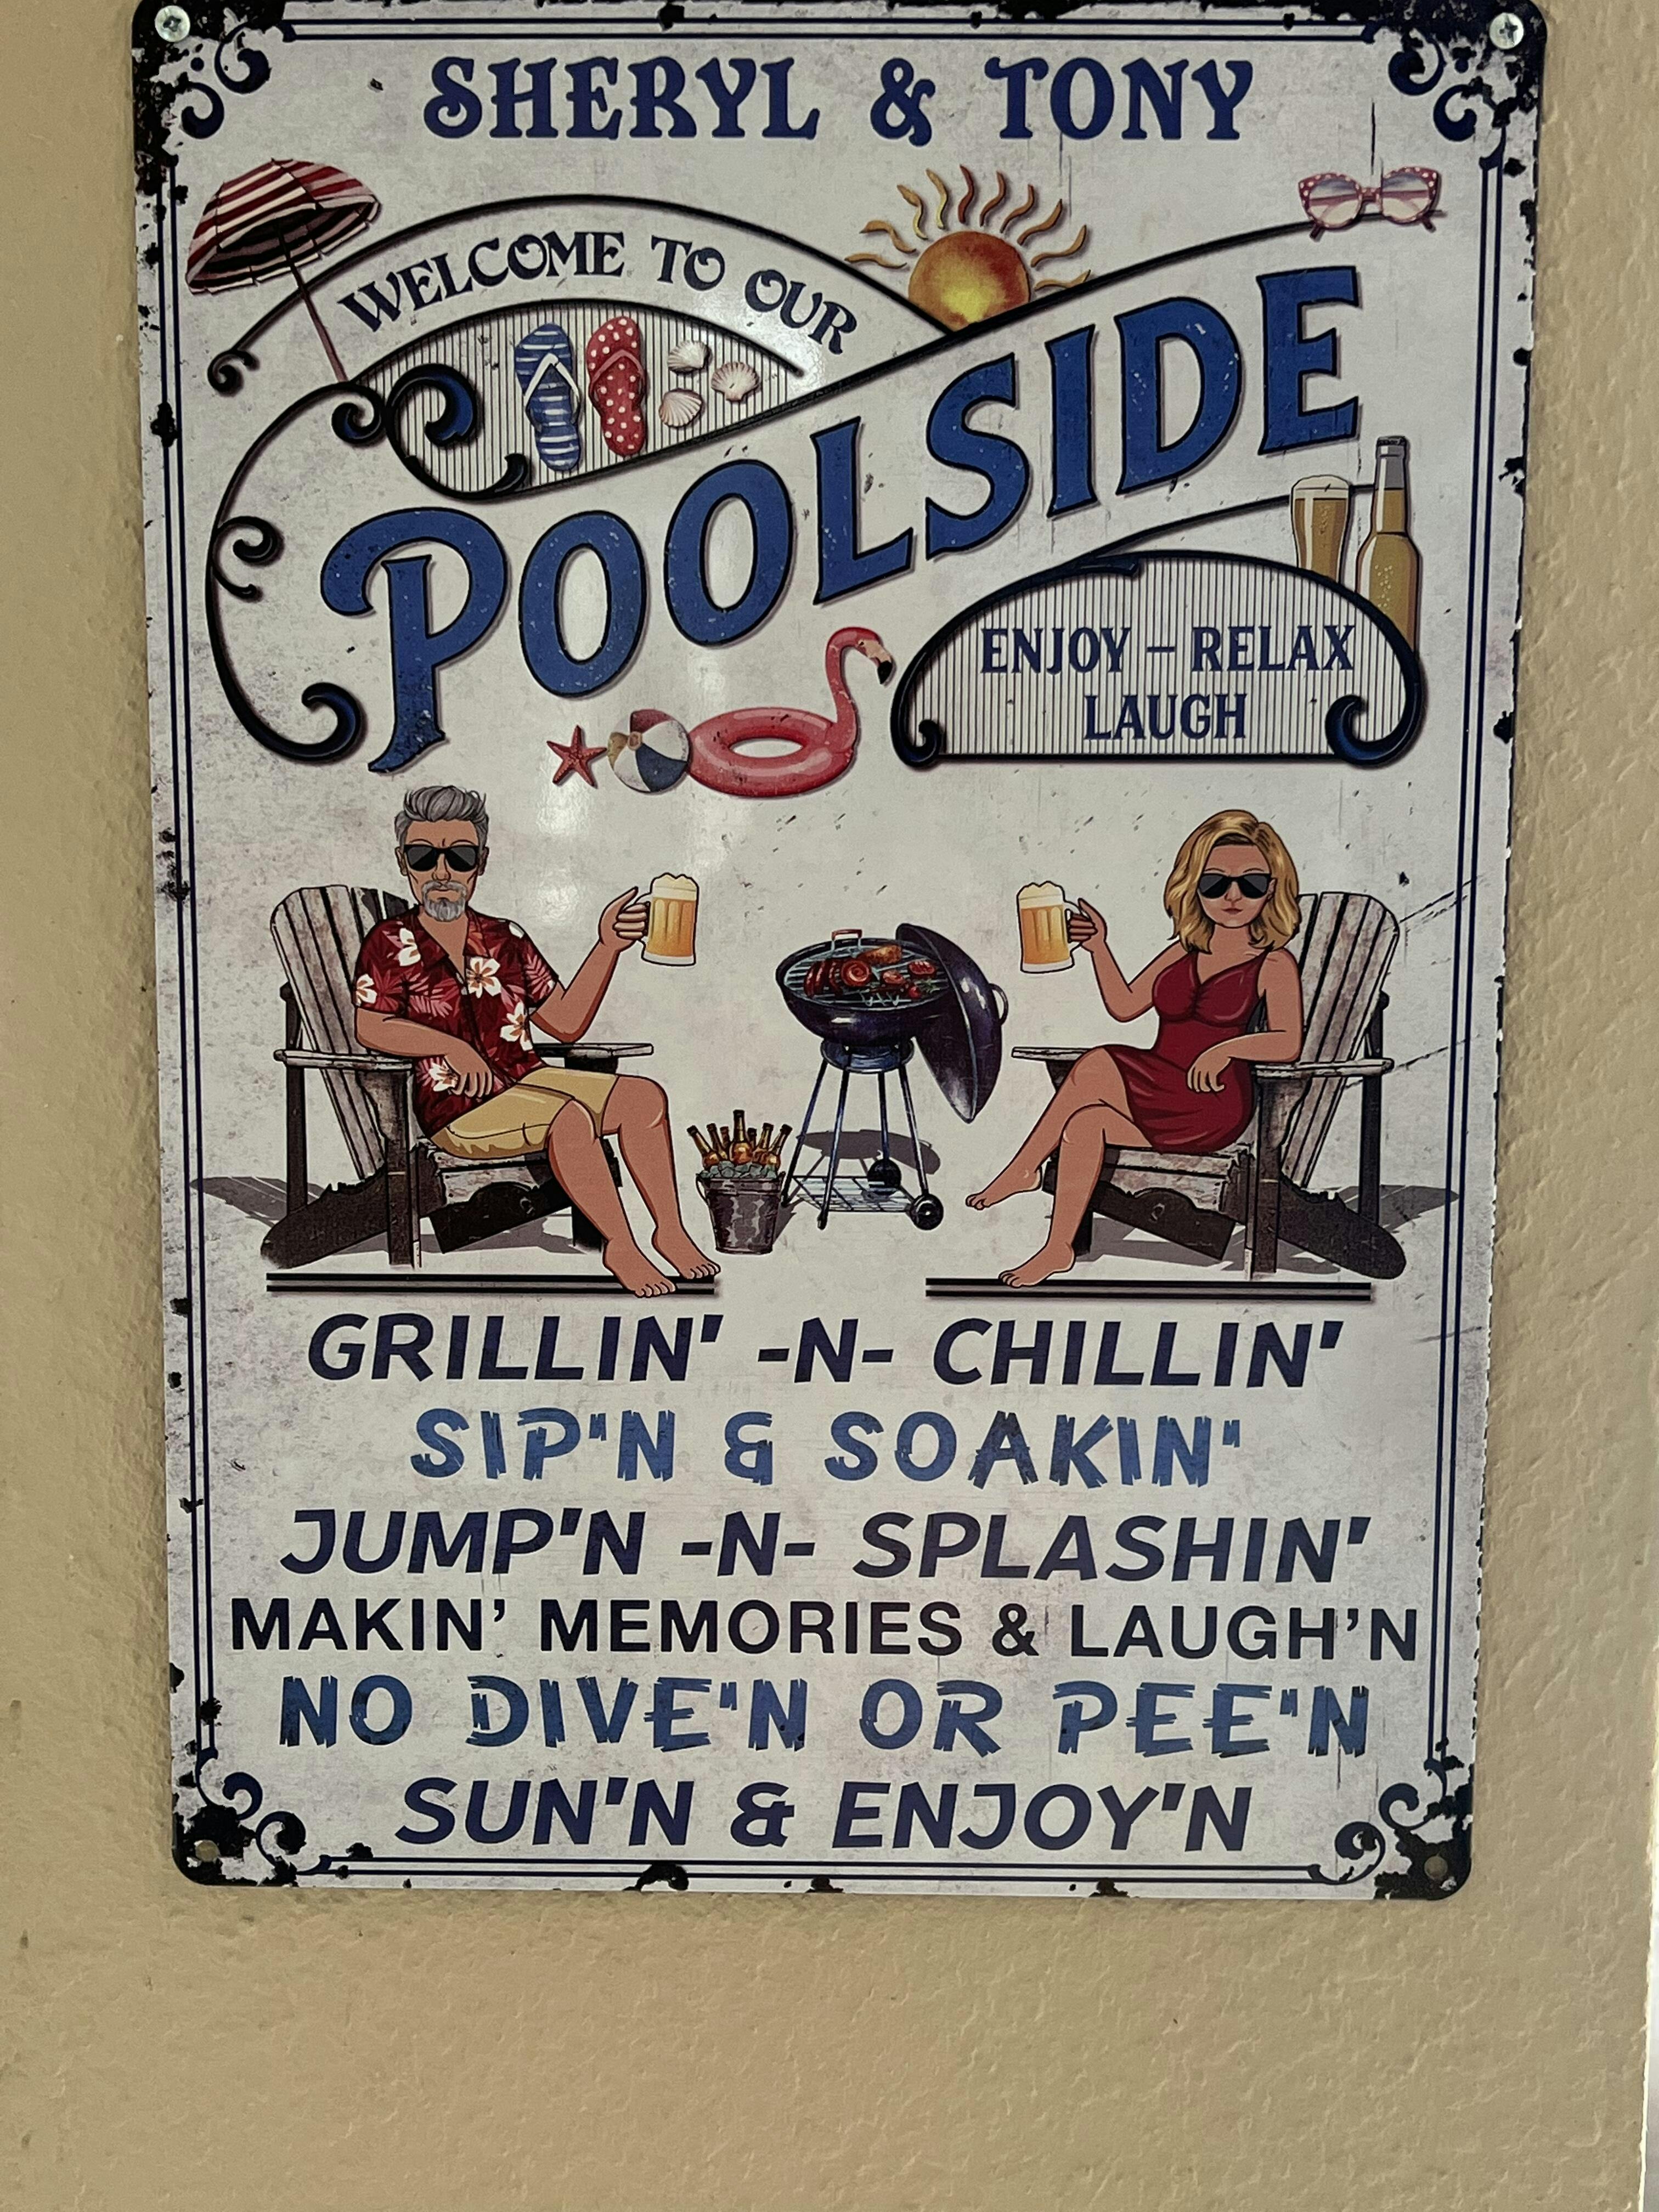 SHERYL & TONY
WELCOME TO OUR
POOLSIDE
ENJOY – RELAX
LAUGH
GRILLIN' -N- CHILLIN'
SIP'N & SOAKIN'
JUMP'N -N- SPLASHIN'
MAKIN' MEMORIES & LAUGH'N
NO DIVE'N OR PEE'N
SUN'N & ENJOY'N